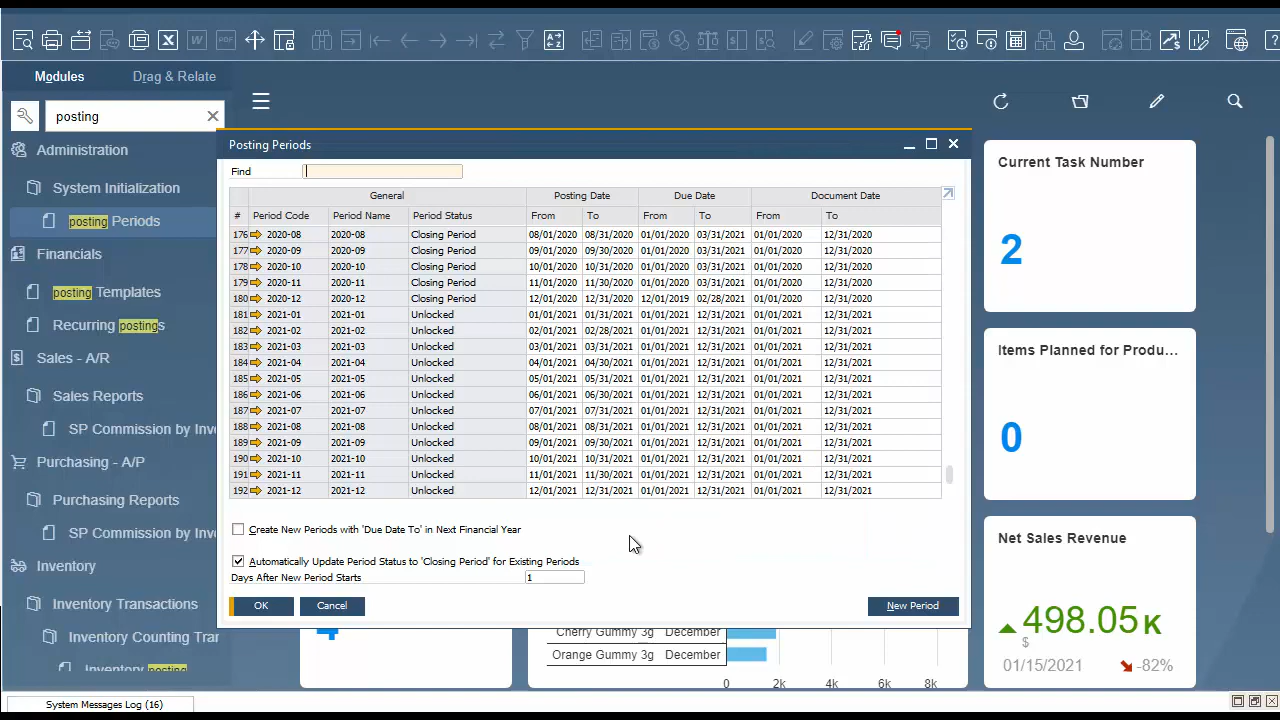 Modules Drag & Relate
posting
Administration
System Initialization
posting Periods
Financials
posting Templates
Recurring postings
Sales - A/R
Sales Reports
SP Commission by Inv
Purchasing - A/P
Purchasing Reports
SP Commission by Inv
Inventory
Inventory Transactions
Inventory Counting Tran
Inventory posting
Posting Periods
Find
General Posting Date Due Date Document Date
# Period Code Period Name Period Status From To From To From To
176 2020-08 2020-08 Closing Period 08/01/2020 08/31/2020 01/01/2020 03/31/2021 01/01/2020 12/31/2020
177 2020-09 2020-09 Closing Period 09/01/2020 09/30/2020 01/01/2020 03/31/2021 01/01/2020 12/31/2020
178 2020-10 2020-10 Closing Period 10/01/2020 10/31/2020 01/01/2020 03/31/2021 01/01/2020 12/31/2020
179 2020-11 2020-11 Closing Period 11/01/2020 11/30/2020 01/01/2020 03/31/2021 01/01/2020 12/31/2020
180 2020-12 2020-12 Closing Period 12/01/2020 12/31/2020 12/01/2019 02/28/2021 01/01/2020 12/31/2020
181 2021-01 2021-01 Unlocked 01/01/2021 01/31/2021 01/01/2021 12/31/2021 01/01/2021 12/31/2021
182 2021-02 2021-02 Unlocked 02/01/2021 02/28/2021 01/01/2021 12/31/2021 01/01/2021 12/31/2021
183 2021-03 2021-03 Unlocked 03/01/2021 03/31/2021 01/01/2021 12/31/2021 01/01/2021 12/31/2021
184 2021-04 2021-04 Unlocked 04/01/2021 04/30/2021 01/01/2021 12/31/2021 01/01/2021 12/31/2021
185 2021-05 2021-05 Unlocked 05/01/2021 05/31/2021 01/01/2021 12/31/2021 01/01/2021 12/31/2021
186 2021-06 2021-06 Unlocked 06/01/2021 06/30/2021 01/01/2021 12/31/2021 01/01/2021 12/31/2021
187 2021-07 2021-07 Unlocked 07/01/2021 07/31/2021 01/01/2021 12/31/2021 01/01/2021 12/31/2021
188 2021-08 2021-08 Unlocked 08/01/2021 08/31/2021 01/01/2021 12/31/2021 01/01/2021 12/31/2021
189 2021-09 2021-09 Unlocked 09/01/2021 09/30/2021 01/01/2021 12/31/2021 01/01/2021 12/31/2021
190 2021-10 2021-10 Unlocked 10/01/2021 10/31/2021 01/01/2021 12/31/2021 01/01/2021 12/31/2021
191 2021-11 2021-11 Unlocked 11/01/2021 11/30/2021 01/01/2021 12/31/2021 01/01/2021 12/31/2021
192 2021-12 2021-12 Unlocked 12/01/2021 12/31/2021 01/01/2021 12/31/2021 01/01/2021 12/31/2021
Create New Periods with 'Due Date To' in Next Financial Year
Automatically Update Period Status to 'Closing Period' for Existing Periods
Days After New Period Starts 1
OK Cancel New Period
Cherry Gummy 3g December
Orange Gummy 3g December
0 2k 4k 6k 8k
Current Task Number
2
Items Planned for Produ...
0
Net Sales Revenue
498.05 K
$
01/15/2021 -82%
System Messages Log (16)